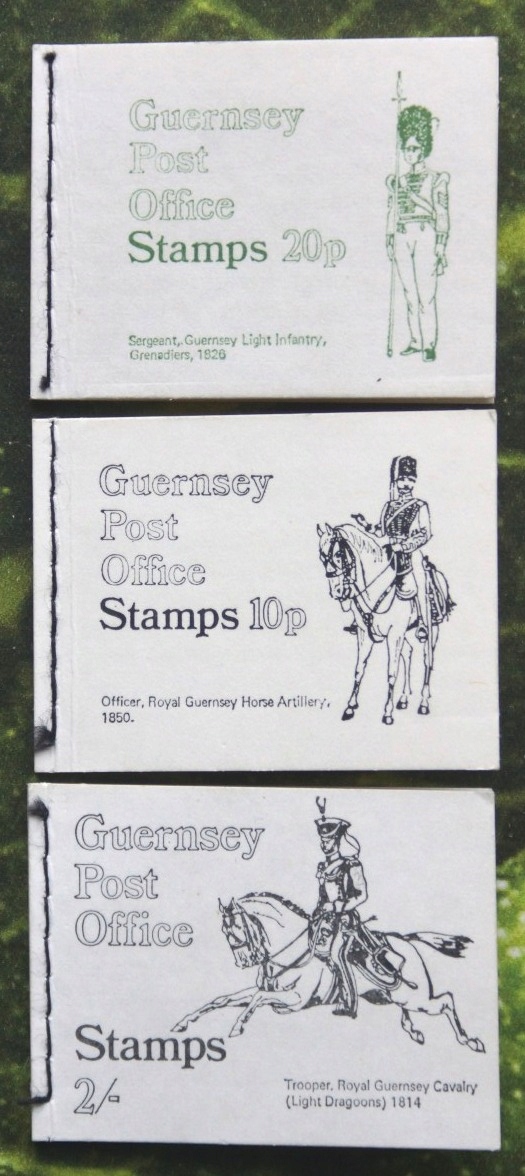 Guernsey
Post
Office
Stamps 20p
Sergeant, Guernsey Light Infantry,
Grenadiers, 1826
Guernsey
Post
Office
Stamps 10p
Officer, Royal Guernsey Horse Artillery,
1850.
Guernsey
Post
Office
Stamps
2/-
Trooper, Royal Guernsey Cavalry
(Light Dragoons) 1814